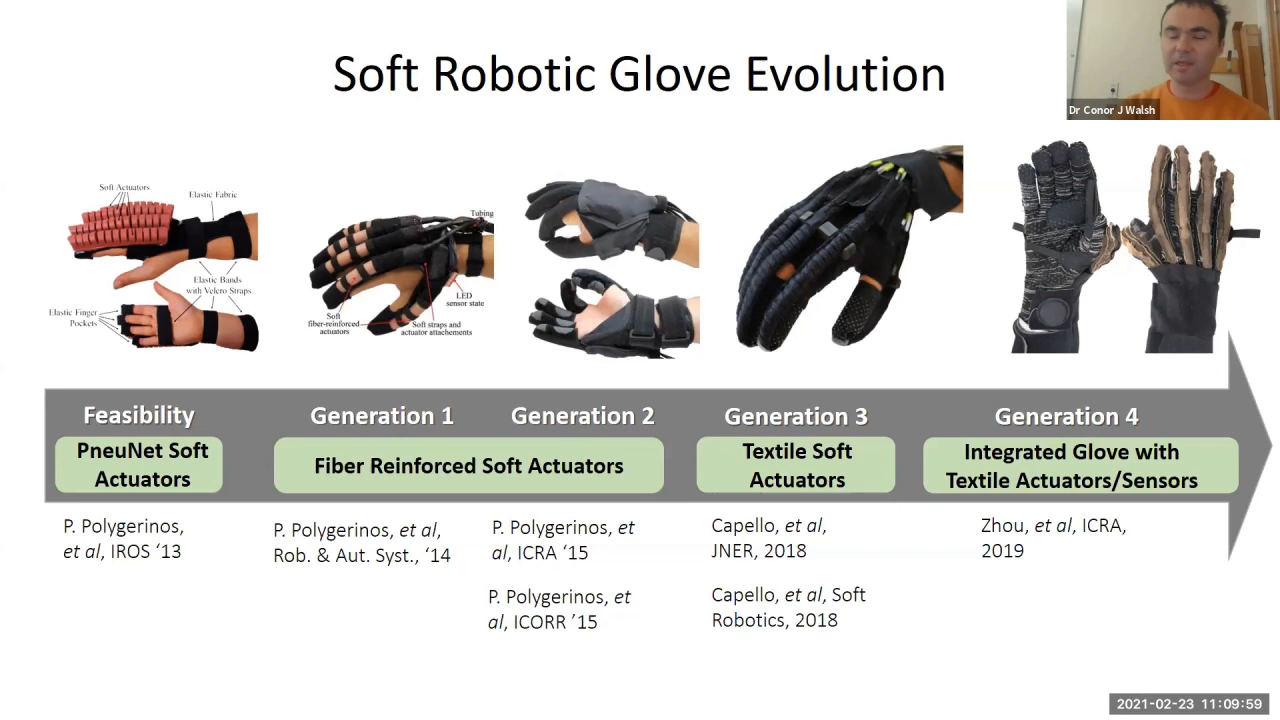 Soft Robotic Glove Evolution
Dr Conor J Walsh
Soft Actuators
Elastic Fabric
Elastic Bands
with Velcro Straps
Elastic Finger
Pockets
Tubing
LED
sensor state
Soft
fiber-reinforced
actuators
Soft straps and
actuator attachements
Feasibility
Generation 1
Generation 2
Generation 3
Generation 4
PneuNet Soft
Actuators
Fiber Reinforced Soft Actuators
Textile Soft
Actuators
Integrated Glove with
Textile Actuators/Sensors
P. Polygerinos,
et al, IROS ‘13
P. Polygerinos, et al,
Rob. & Aut. Syst., ‘14
P. Polygerinos, et
al, ICRA ‘15
P. Polygerinos, et
al, ICORR ’15
Capello, et al,
JNER, 2018
Capello, et al, Soft
Robotics, 2018
Zhou, et al, ICRA,
2019
2021-02-23 11:09:59